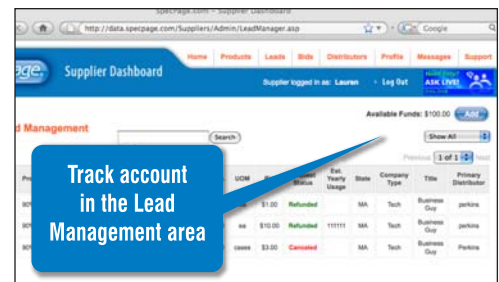 SpecPage.com – Supplier Dashboard
http://data.specpage.com/Suppliers/Admin/LeadManager.asp
Google
Home Products Leads Bids Distributors Profile Messages Support
age. Supplier Dashboard
Supplier logged in as: Lauren • Log Out
ASK LIVE!
Available Funds: $100.00 Add
d Management
Search
Show All
Previous 1 of 1 Next
UOM Status Est. Yearly Usage State Company Type Title Primary Distributor
$1.00 Refunded MA Tech Business Guy perkins
ea $10.00 Refunded 111111 MA Tech Business Guy perkins
cases $3.00 Canceled MA Tech Business Guy Perkins
Track account
in the Lead
Management area